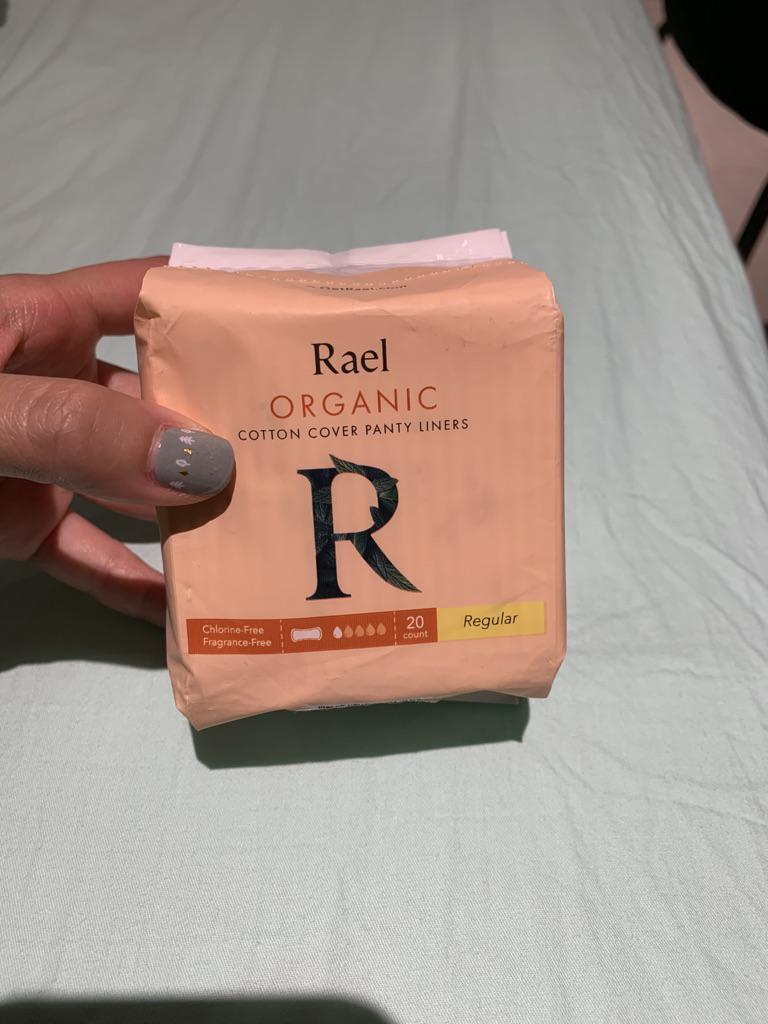 Rael
ORGANIC
COTTON COVER PANTY LINERS
R
Chlorine-Free
Fragrance-Free
20
count
Regular